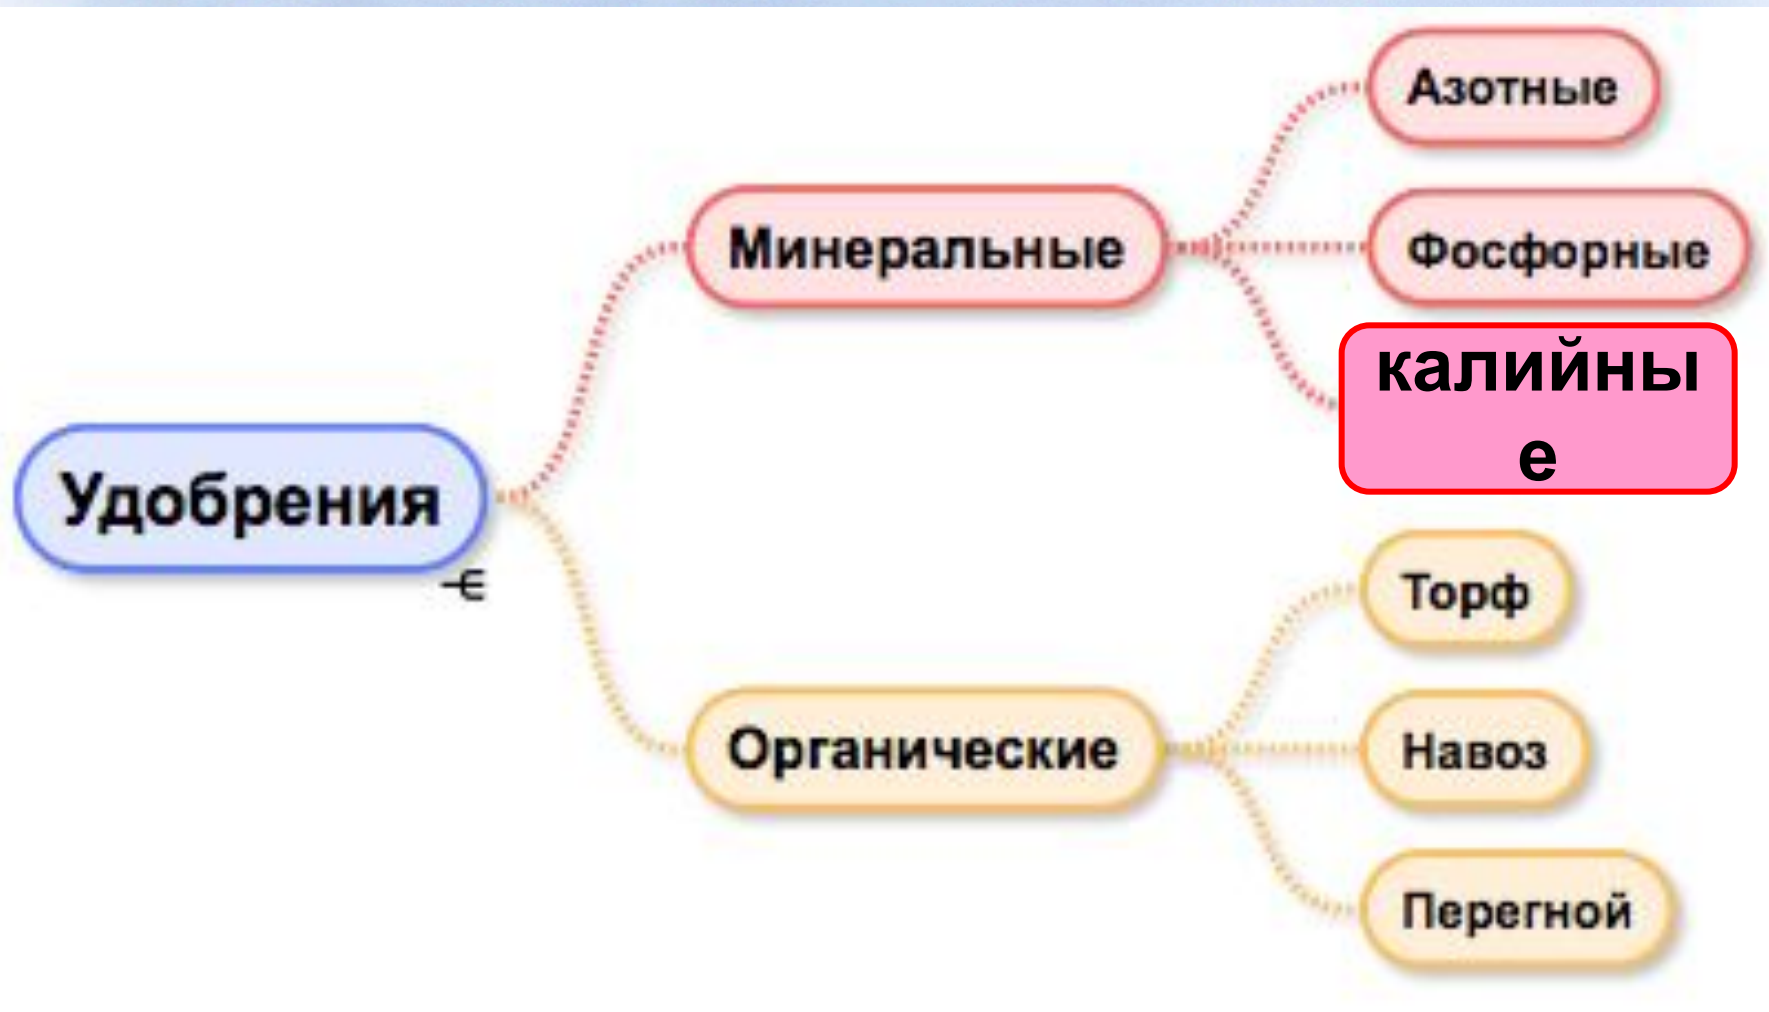 Удобрения
Минеральные
Азотные
Фосфорные
калийны
е
Органические
Торф
Навоз
Перегной